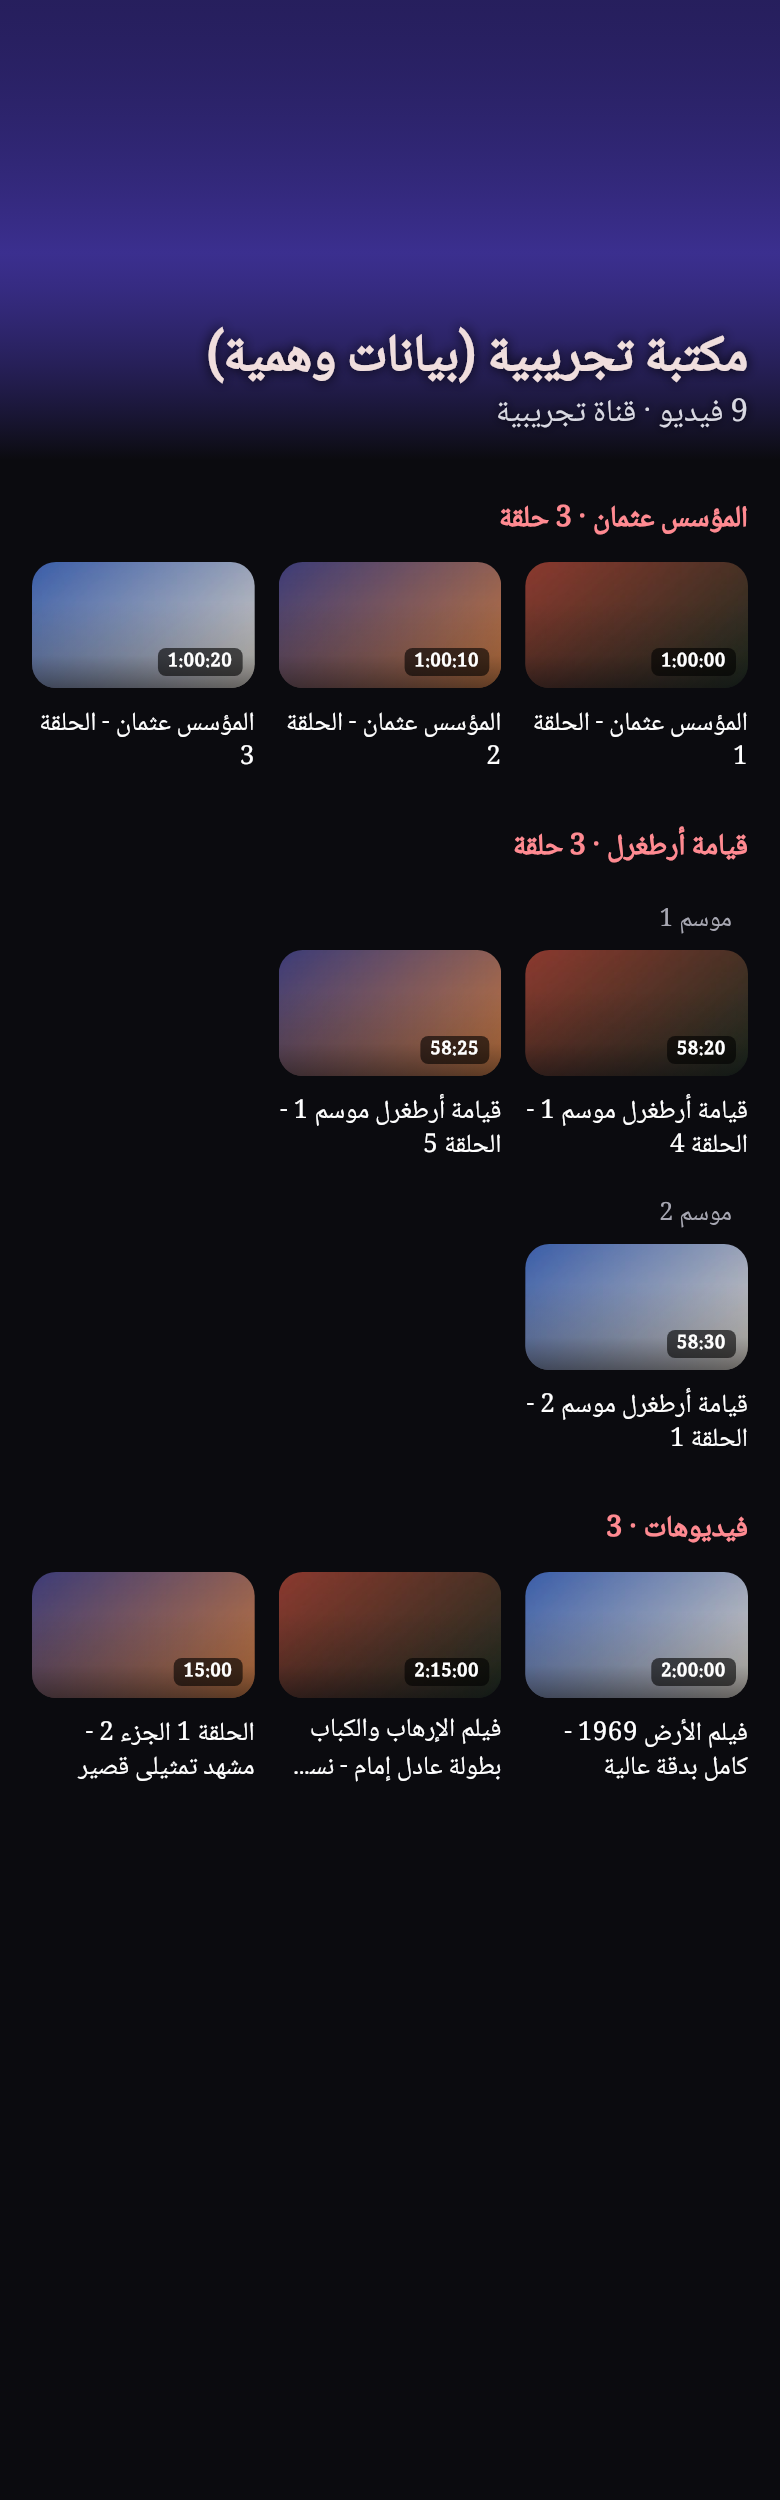 مكتبة تجريبية (بيانات وهمية)
9 فيديو · قناة تجريبية
المؤسس عثمان · 3 حلقة
1:00:00
المؤسس عثمان - الحلقة
1
1:00:10
المؤسس عثمان - الحلقة
2
1:00:20
المؤسس عثمان - الحلقة
3
قيامة أرطغرل · 3 حلقة
موسم 1
58:20
قيامة أرطغرل موسم 1 -
الحلقة 4
58:25
قيامة أرطغرل موسم 1 -
الحلقة 5
موسم 2
58:30
قيامة أرطغرل موسم 2 -
الحلقة 1
فيديوهات · 3
2:00:00
فيلم الأرض 1969 -
كامل بدقة عالية
2:15:00
فيلم الإرهاب والكباب
بطولة عادل إمام - نس...
15:00
الحلقة 1 الجزء 2 -
مشهد تمثيلي قصير